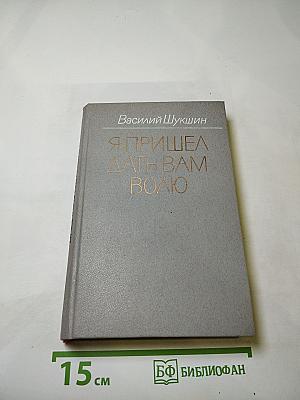 Василий Шукшин
Я ПРИШЕЛ
ДАТЬ ВАМ
ВОЛЮ
15 см
БФ БИБЛИОФАН